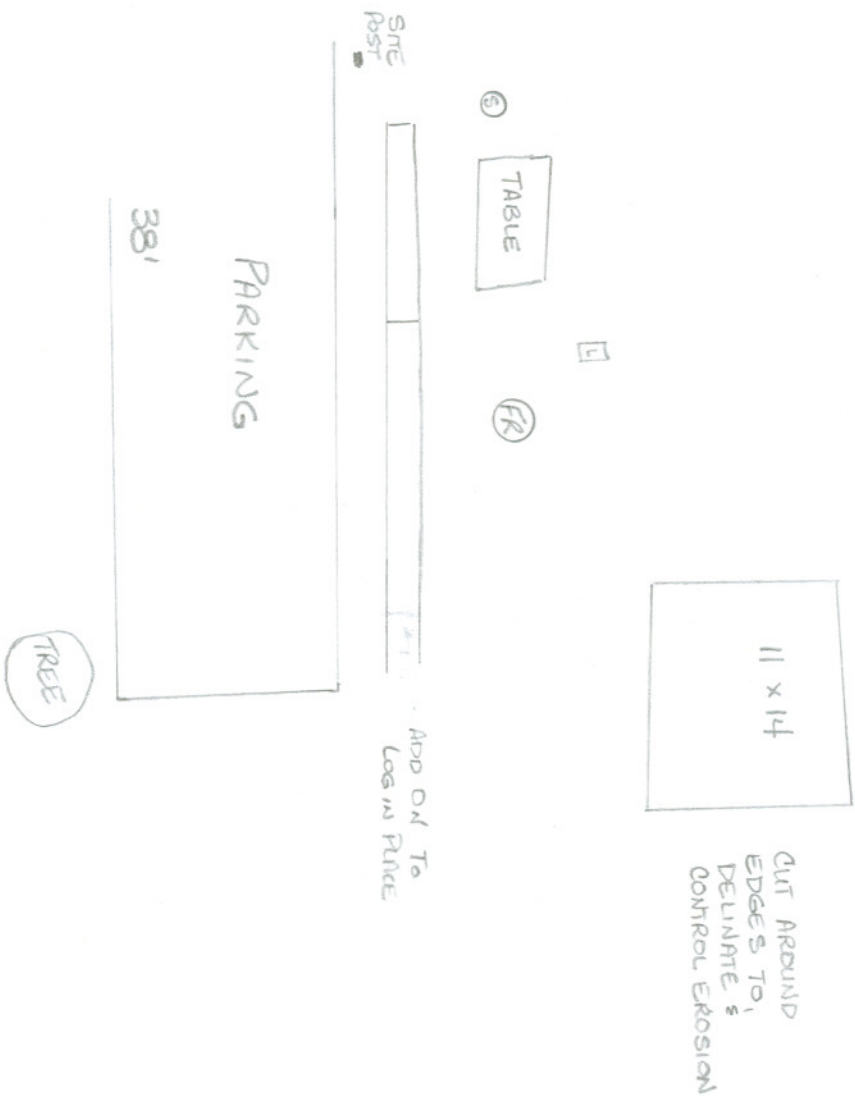 11 x 14
CUT AROUND
EDGES TO,
DELINATE &
CONTROL EROSION
L
S
TABLE
FR
ADD ON TO
LOG IN PLACE
SITE
POST
PARKING
38'
TREE